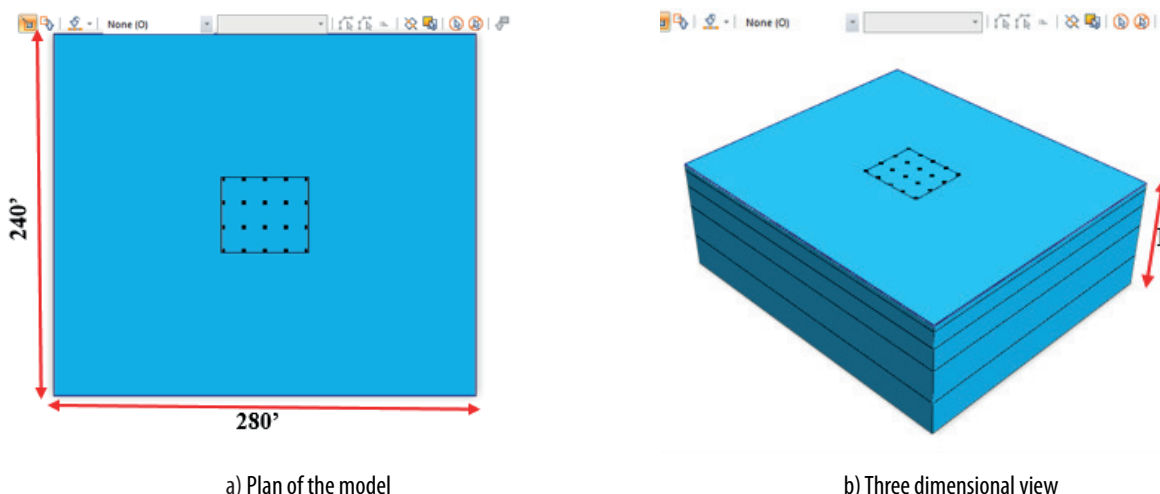 None (O)
None (O)
240'
280'
a) Plan of the model
b) Three dimensional view